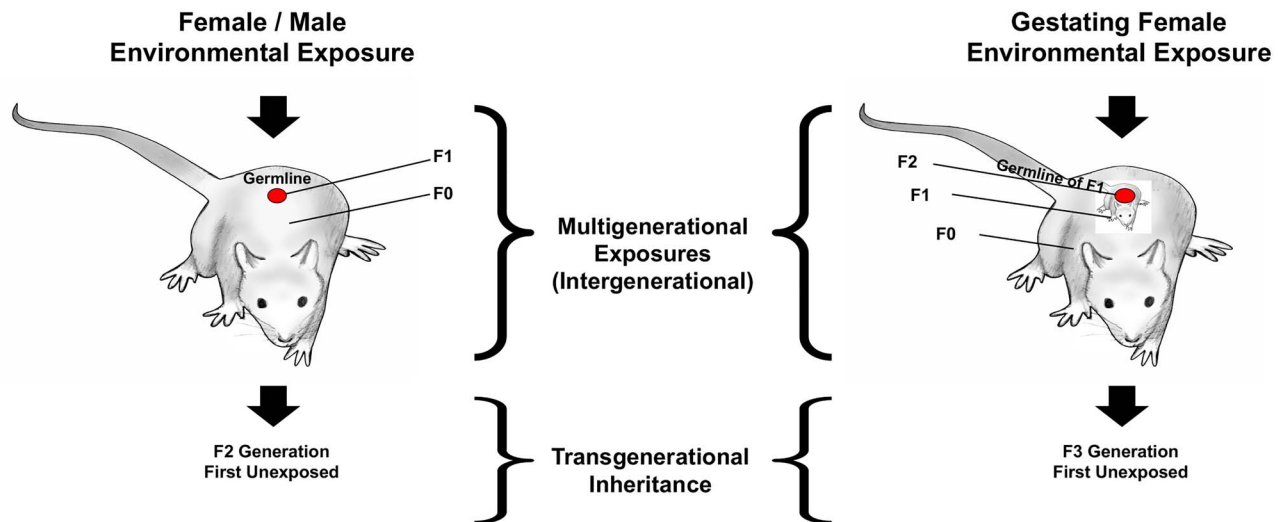 Female / Male
Environmental Exposure
Germline
F1
F0
F2 Generation
First Unexposed
Multigenerational
Exposures
(Intergenerational)
Transgenerational
Inheritance
Gestating Female
Environmental Exposure
F2
Germline of F1
F1
F0
F3 Generation
First Unexposed